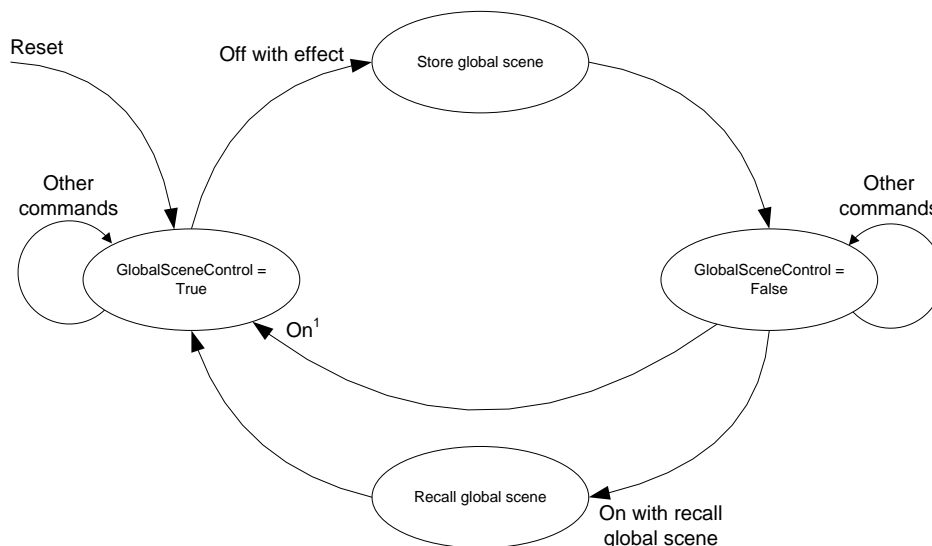 Reset
Off with effect
Store global scene
Other
commands
Other
commands
GlobalSceneControl =
True
GlobalSceneControl =
False
On¹
Recall global scene
On with recall
global scene